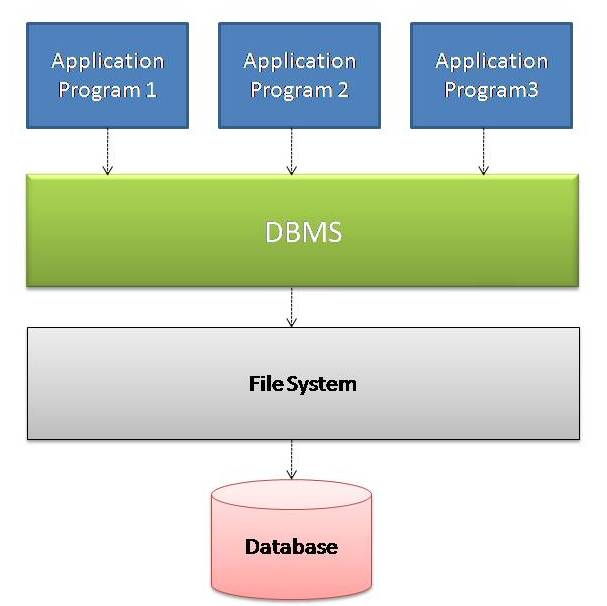 Application
Program 1
Application
Program 2
Application
Program3
DBMS
File System
Database